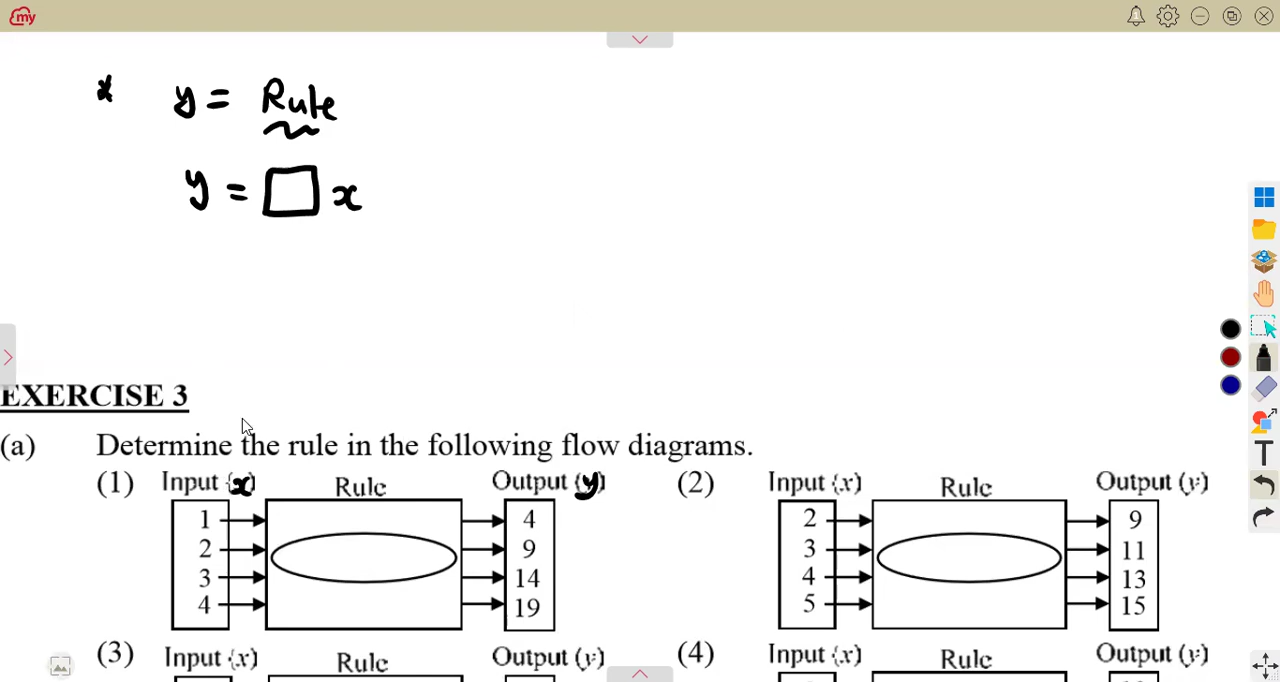 my
* y = Rule
y = □ x
EXERCISE 3
(a) Determine the rule in the following flow diagrams.
(1) Input (x) Rule Output (y) (2) Input (x) Rule Output (y)
1 4 2 9
2 9 3 11
3 14 4 13
4 19 5 15
(3) Input (x) Rule Output (y) (4) Input (x) Rule Output (y)
T